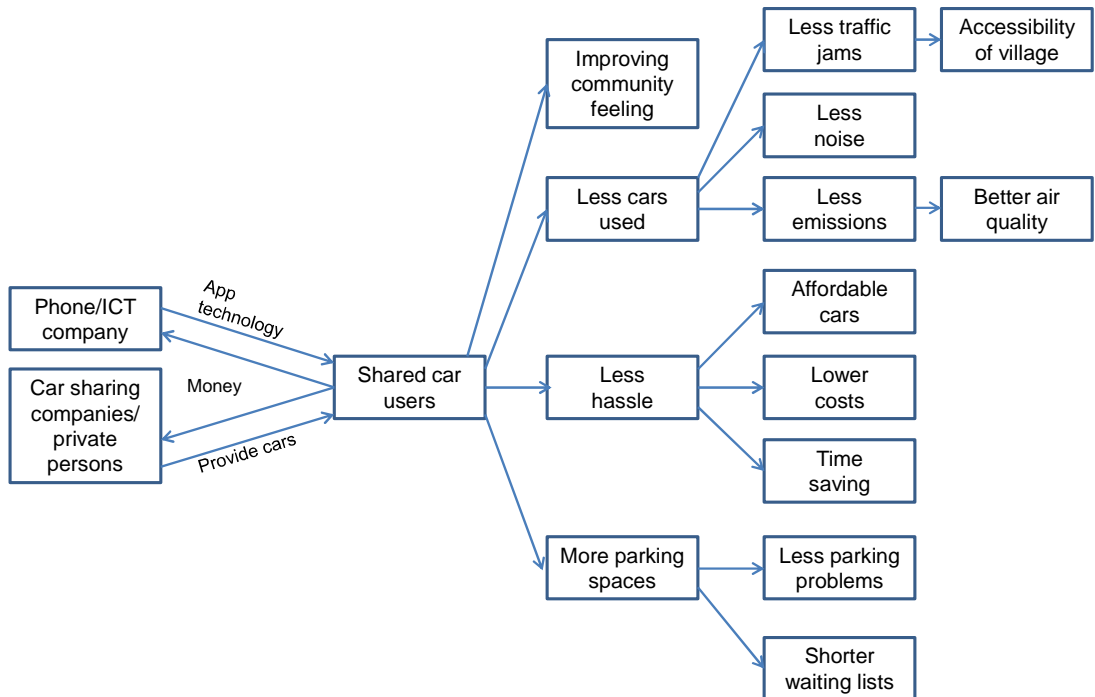 Less traffic
jams
Accessibility
of village
Improving
community
feeling
Less
noise
Less cars
used
Less
emissions
Better air
quality
Phone/ICT
company
App
technology
Affordable
cars
Car sharing
companies/
private
persons
Money
Provide cars
Shared car
users
Less
hassle
Lower
costs
Time
saving
More parking
spaces
Less parking
problems
Shorter
waiting lists